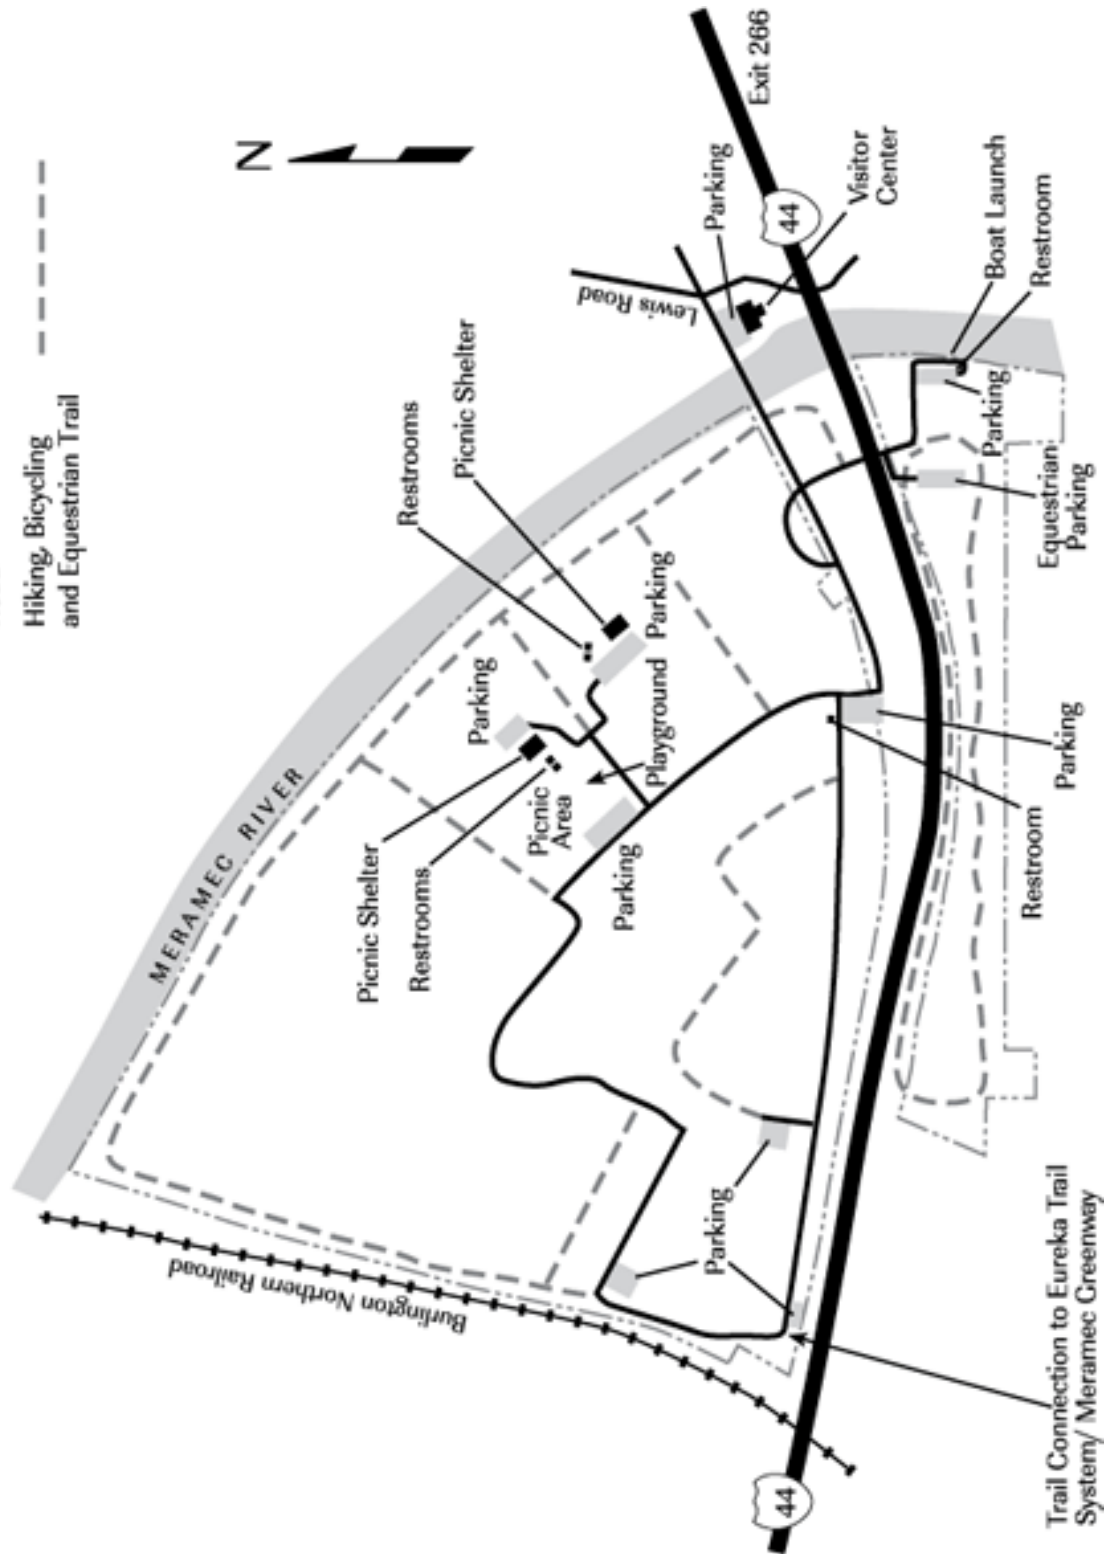 Hiking, Bicycling
and Equestrian Trail
N
MERAMEC RIVER
Burlington Northern Railroad
Restrooms
Picnic Shelter
Lewis Road
Parking
Exit 266
44
Visitor
Center
Boat Launch
Restroom
Parking
Equestrian
Parking
Parking
Parking
Playground
Picnic
Area
Picnic Shelter
Restrooms
Parking
Parking
Restroom
Parking
44
Trail Connection to Eureka Trail
System/ Meramec Greenway